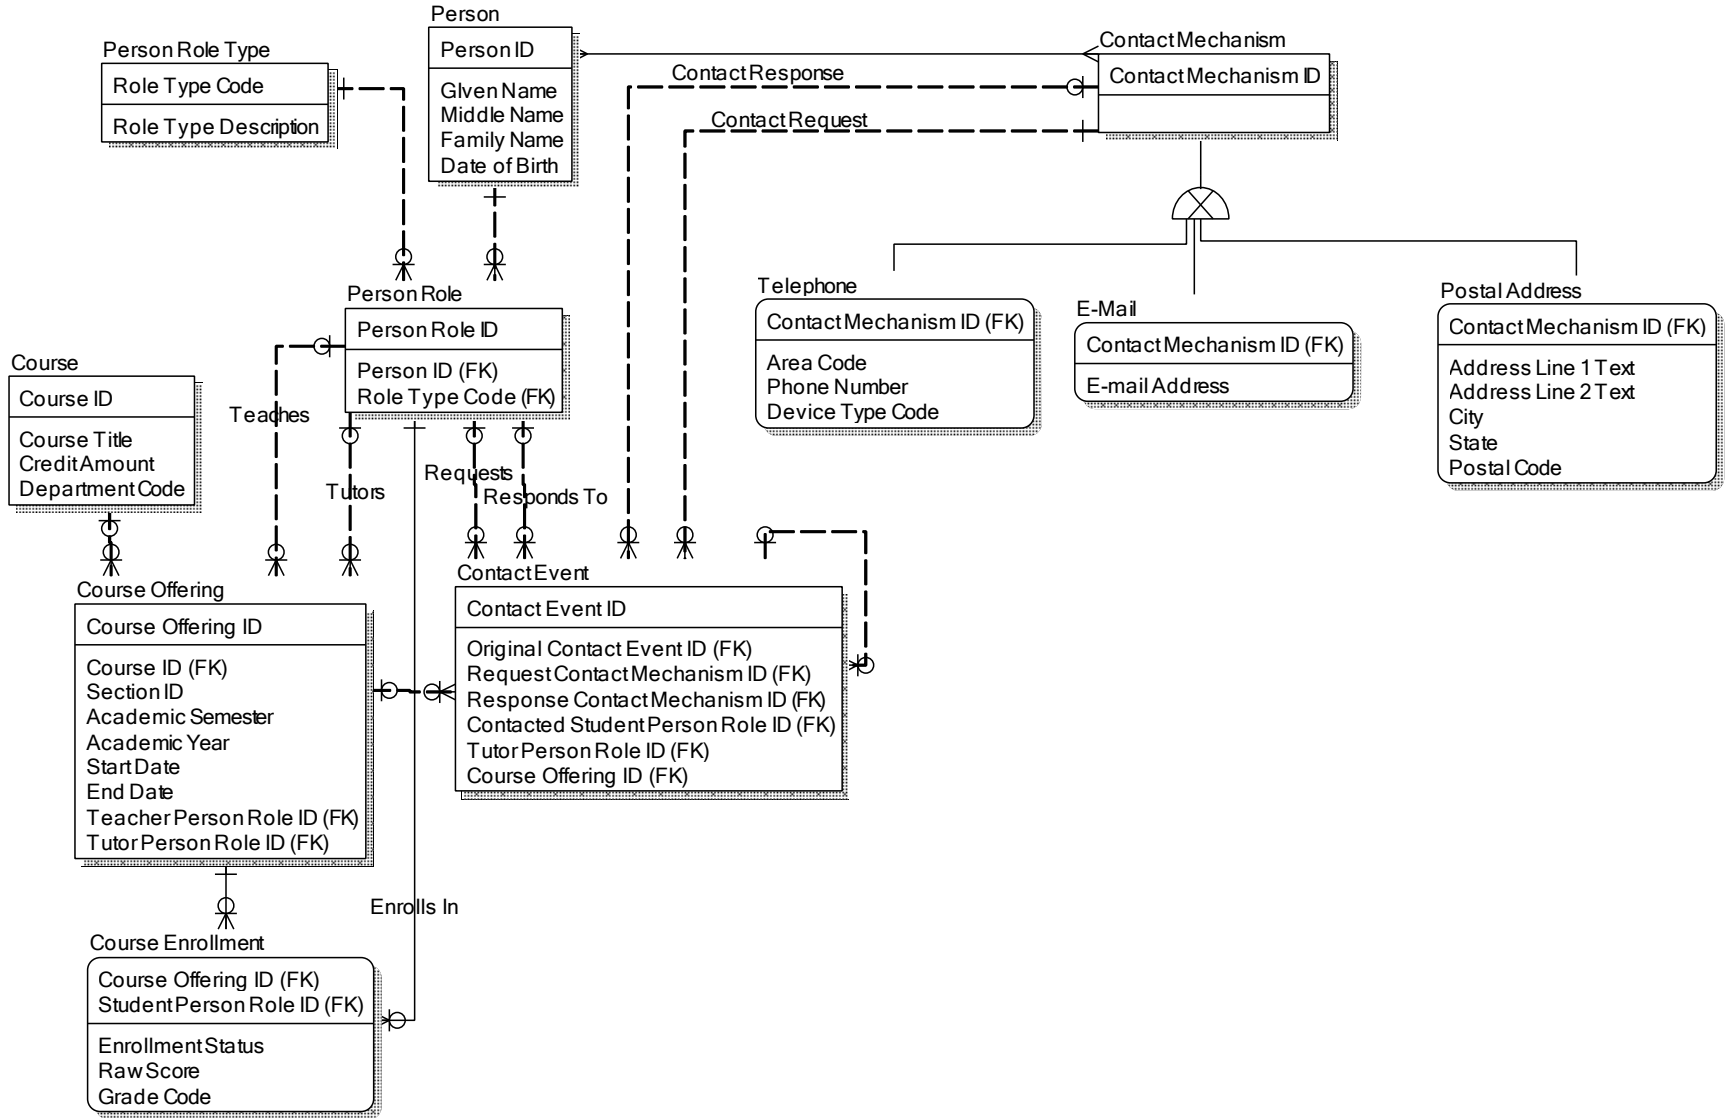 Person
Person ID
GIven Name
Middle Name
Family Name
Date of Birth
Person Role Type
Role Type Code
Role Type Description
Contact Mechanism
Contact Mechanism ID
Contact Response
Contact Request
Person Role
Person Role ID
Person ID (FK)
Role Type Code (FK)
Telephone
Contact Mechanism ID (FK)
Area Code
Phone Number
Device Type Code
E-Mail
Contact Mechanism ID (FK)
E-mail Address
Postal Address
Contact Mechanism ID (FK)
Address Line 1 Text
Address Line 2 Text
City
State
Postal Code
Course
Course ID
Course Title
Credit Amount
Department Code
Teaches
Tutors
Requests
Responds To
Course Offering
Course Offering ID
Course ID (FK)
Section ID
Academic Semester
Academic Year
Start Date
End Date
Teacher Person Role ID (FK)
Tutor Person Role ID (FK)
Contact Event
Contact Event ID
Original Contact Event ID (FK)
Request Contact Mechanism ID (FK)
Response Contact Mechanism ID (FK)
Contacted Student Person Role ID (FK)
Tutor Person Role ID (FK)
Course Offering ID (FK)
Enrolls In
Course Enrollment
Course Offering ID (FK)
Student Person Role ID (FK)
Enrollment Status
Raw Score
Grade Code